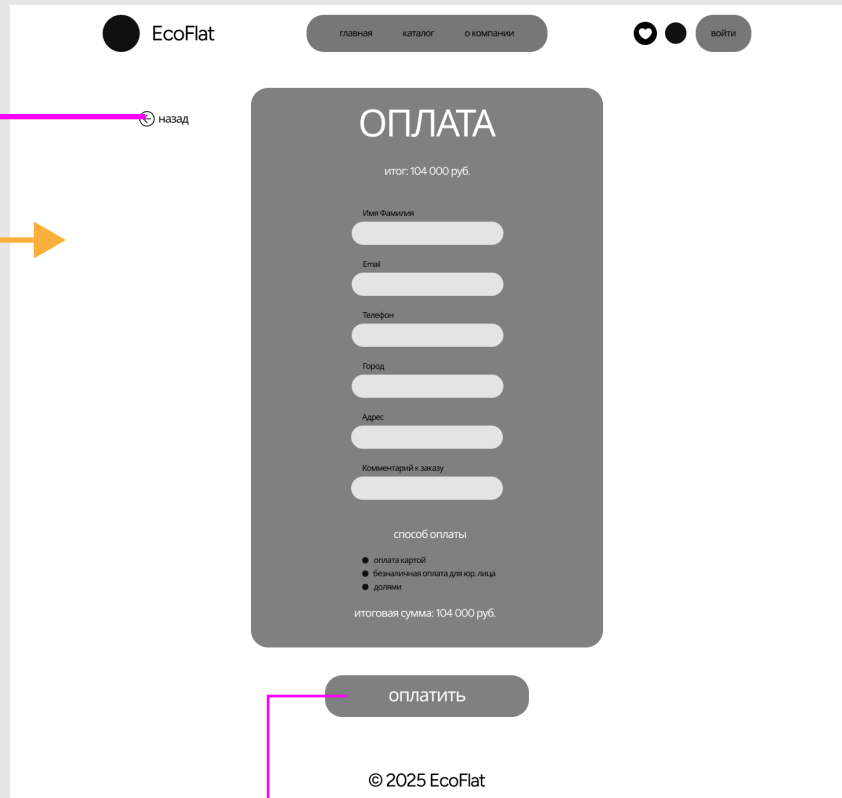 EcoFlat
главная каталог о компании
войти
назад
ОПЛАТА
итог: 104 000 руб.
Имя Фамилия
Email
Телефон
Город
Адрес
Комментарий к заказу
способ оплаты
оплата картой
безналичная оплата для юр. лица
долями
итоговая сумма: 104 000 руб.
оплатить
© 2025 EcoFlat